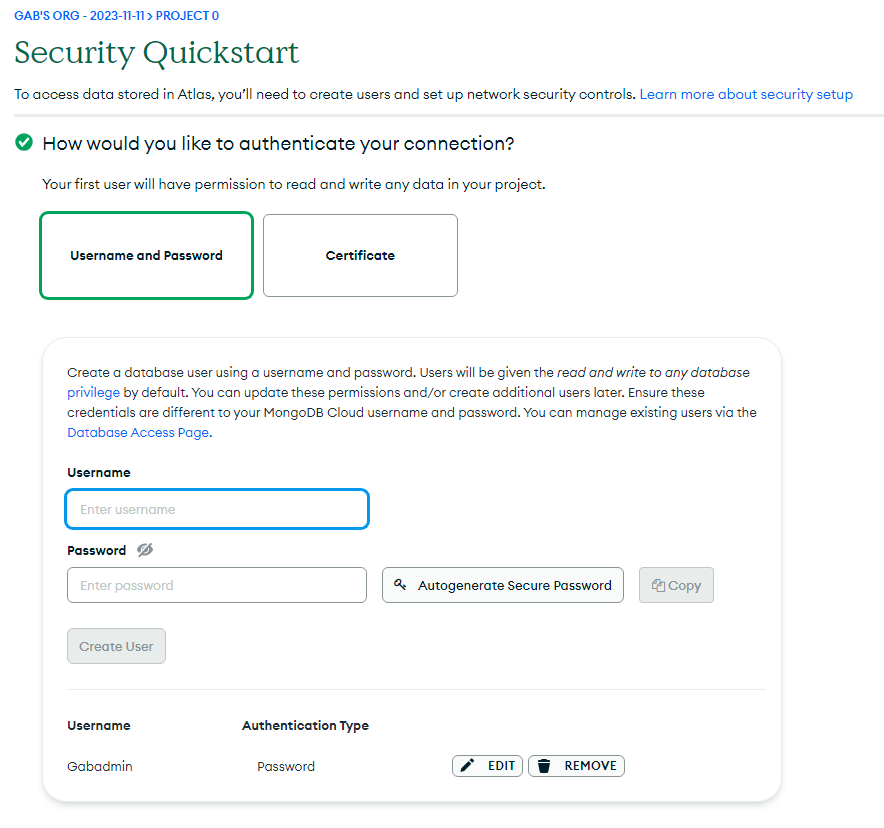 GAB'S ORG - 2023-11-11 › PROJECT 0
Security Quickstart
To access data stored in Atlas, you’ll need to create users and set up network security controls. Learn more about security setup
How would you like to authenticate your connection?
Your first user will have permission to read and write any data in your project.
Username and Password
Certificate
Create a database user using a username and password. Users will be given the read and write to any database
privilege by default. You can update these permissions and/or create additional users later. Ensure these
credentials are different to your MongoDB Cloud username and password. You can manage existing users via the
Database Access Page.
Username
Enter username
Password
Enter password
Autogenerate Secure Password
Copy
Create User
Username
Authentication Type
Gabadmin
Password
EDIT
REMOVE